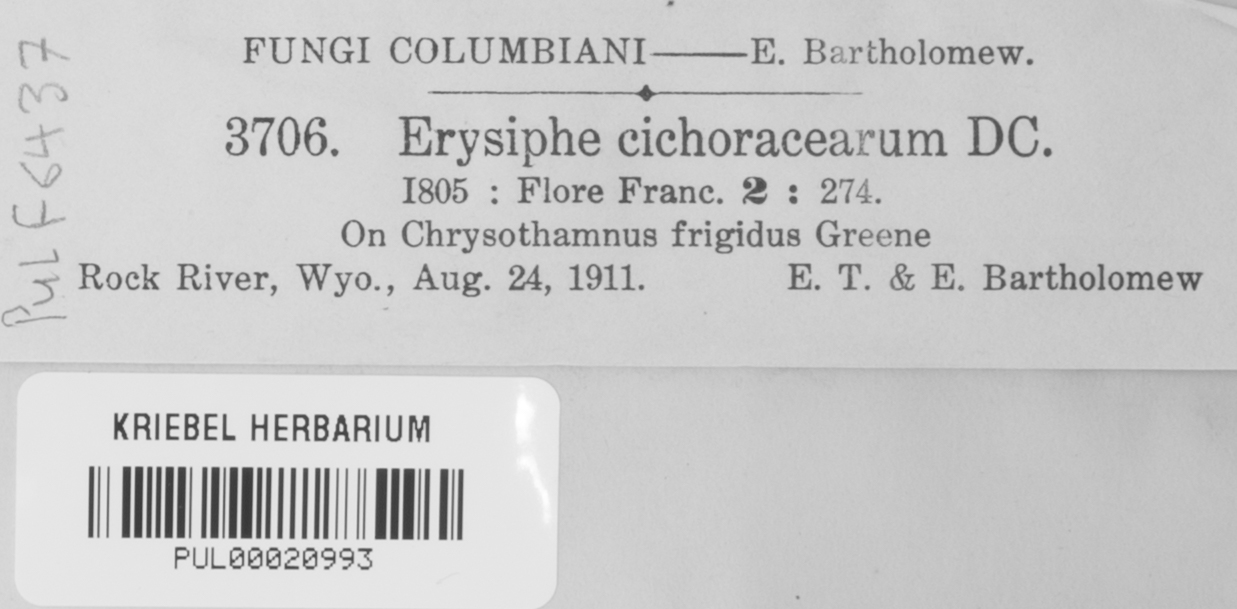 FUNGI COLUMBIANI——E. Bartholomew.
3706. Erysiphe cichoracearum DC.
1805 : Flore Franc. 2 : 274.
On Chrysothamnus frigidus Greene
Rock River, Wyo., Aug. 24, 1911. E. T. & E. Bartholomew
PUL F6437
KRIEBEL HERBARIUM
PUL00020993